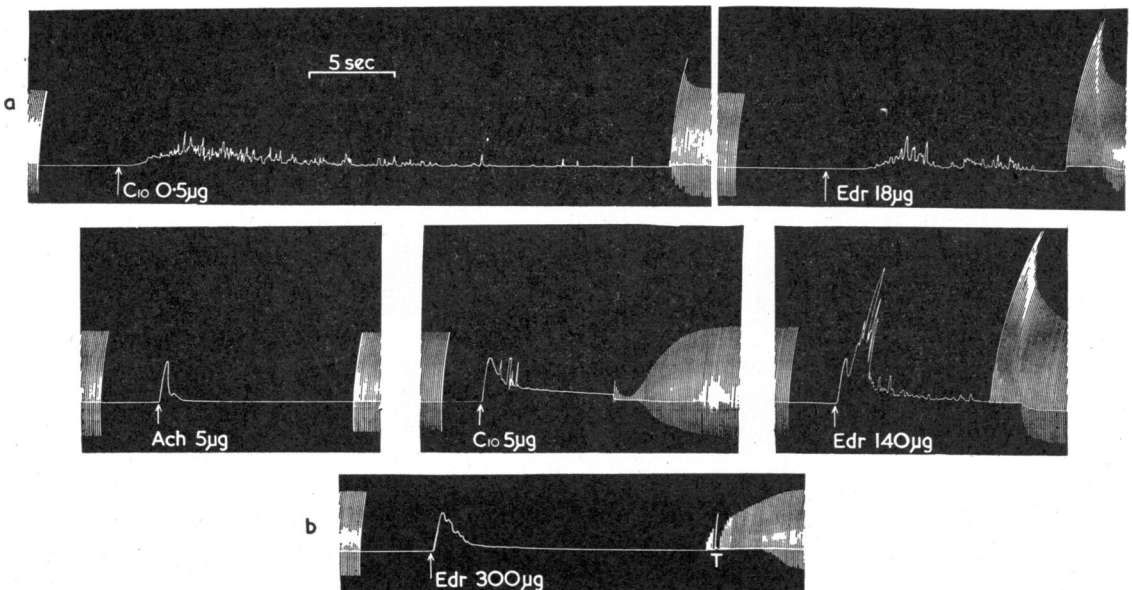 a
5 sec
C₁₀ 0·5µg
Edr 18µg
Ach 5µg
C₁₀ 5µg
Edr 140µg
b
Edr 300µg
T